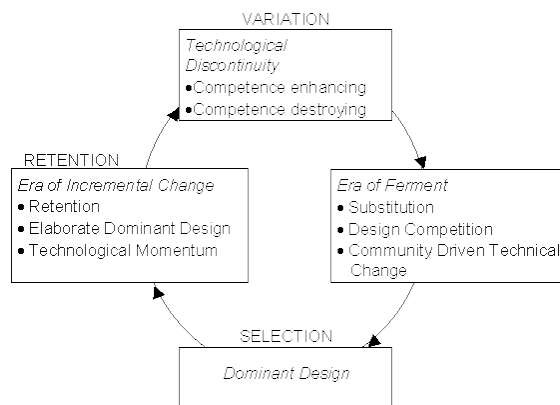 VARIATION
Technological
Discontinuity
•Competence enhancing
•Competence destroying
RETENTION
Era of Incremental Change
• Retention
• Elaborate Dominant Design
• Technological Momentum
Era of Ferment
• Substitution
• Design Competition
• Community Driven Technical
Change
SELECTION
Dominant Design